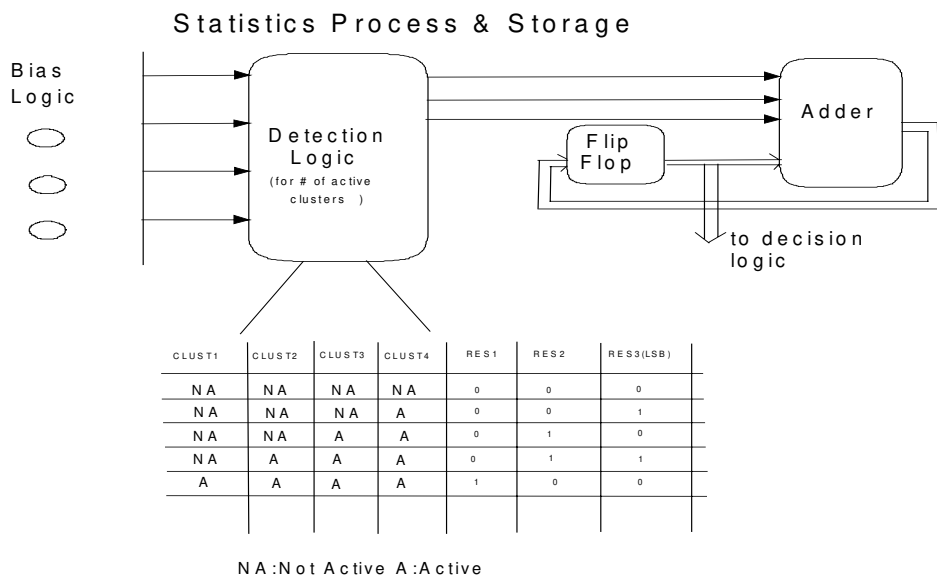 Statistics Process & Storage
Bias
Logic
Detection
Logic
(for # of active
clusters )
Flip
Flop
Adder
to decision
logic
CLUST1 CLUST2 CLUST3 CLUST4 RES1 RES2 RES3(LSB)
NA NA NA NA 0 0 0
NA NA NA A 0 0 1
NA NA A A 0 1 0
NA A A A 0 1 1
A A A A 1 0 0
NA:Not Active A:Active